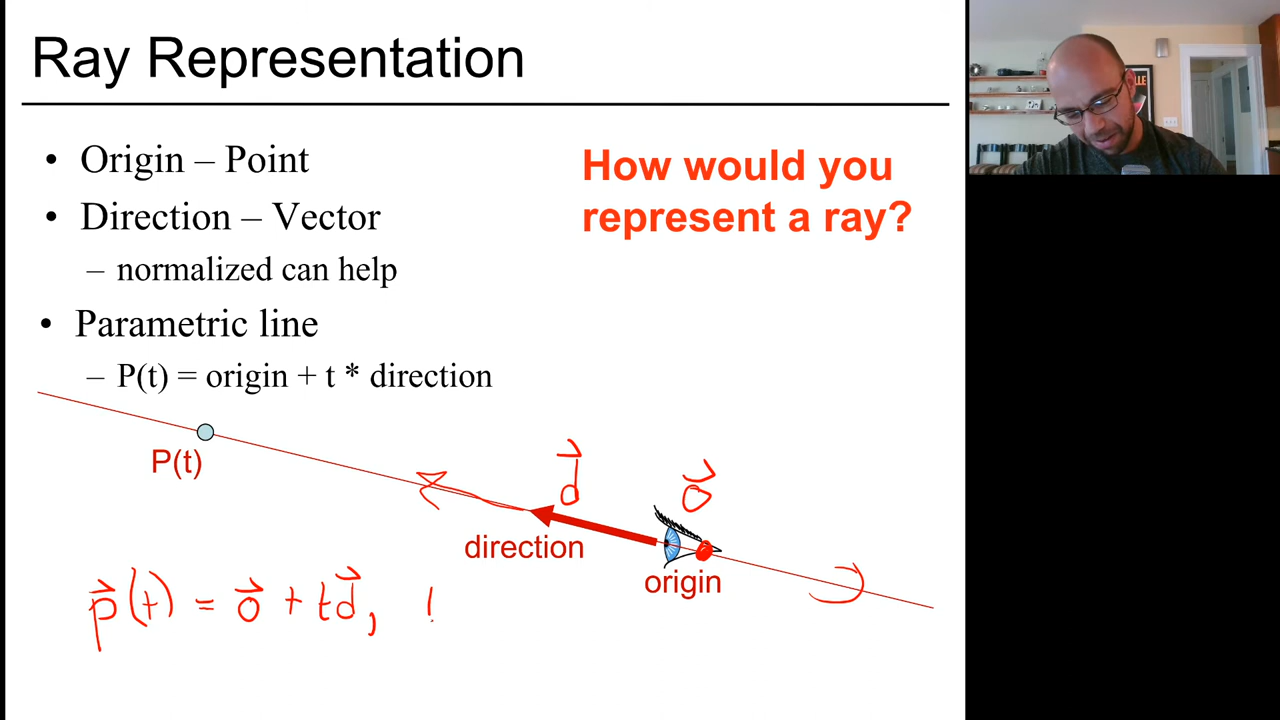 Ray Representation
• Origin – Point
• Direction – Vector
– normalized can help
• Parametric line
– P(t) = origin + t * direction
How would you
represent a ray?
P(t)
d⃗
o⃗
direction
origin
p⃗(t) = o⃗ + td⃗,